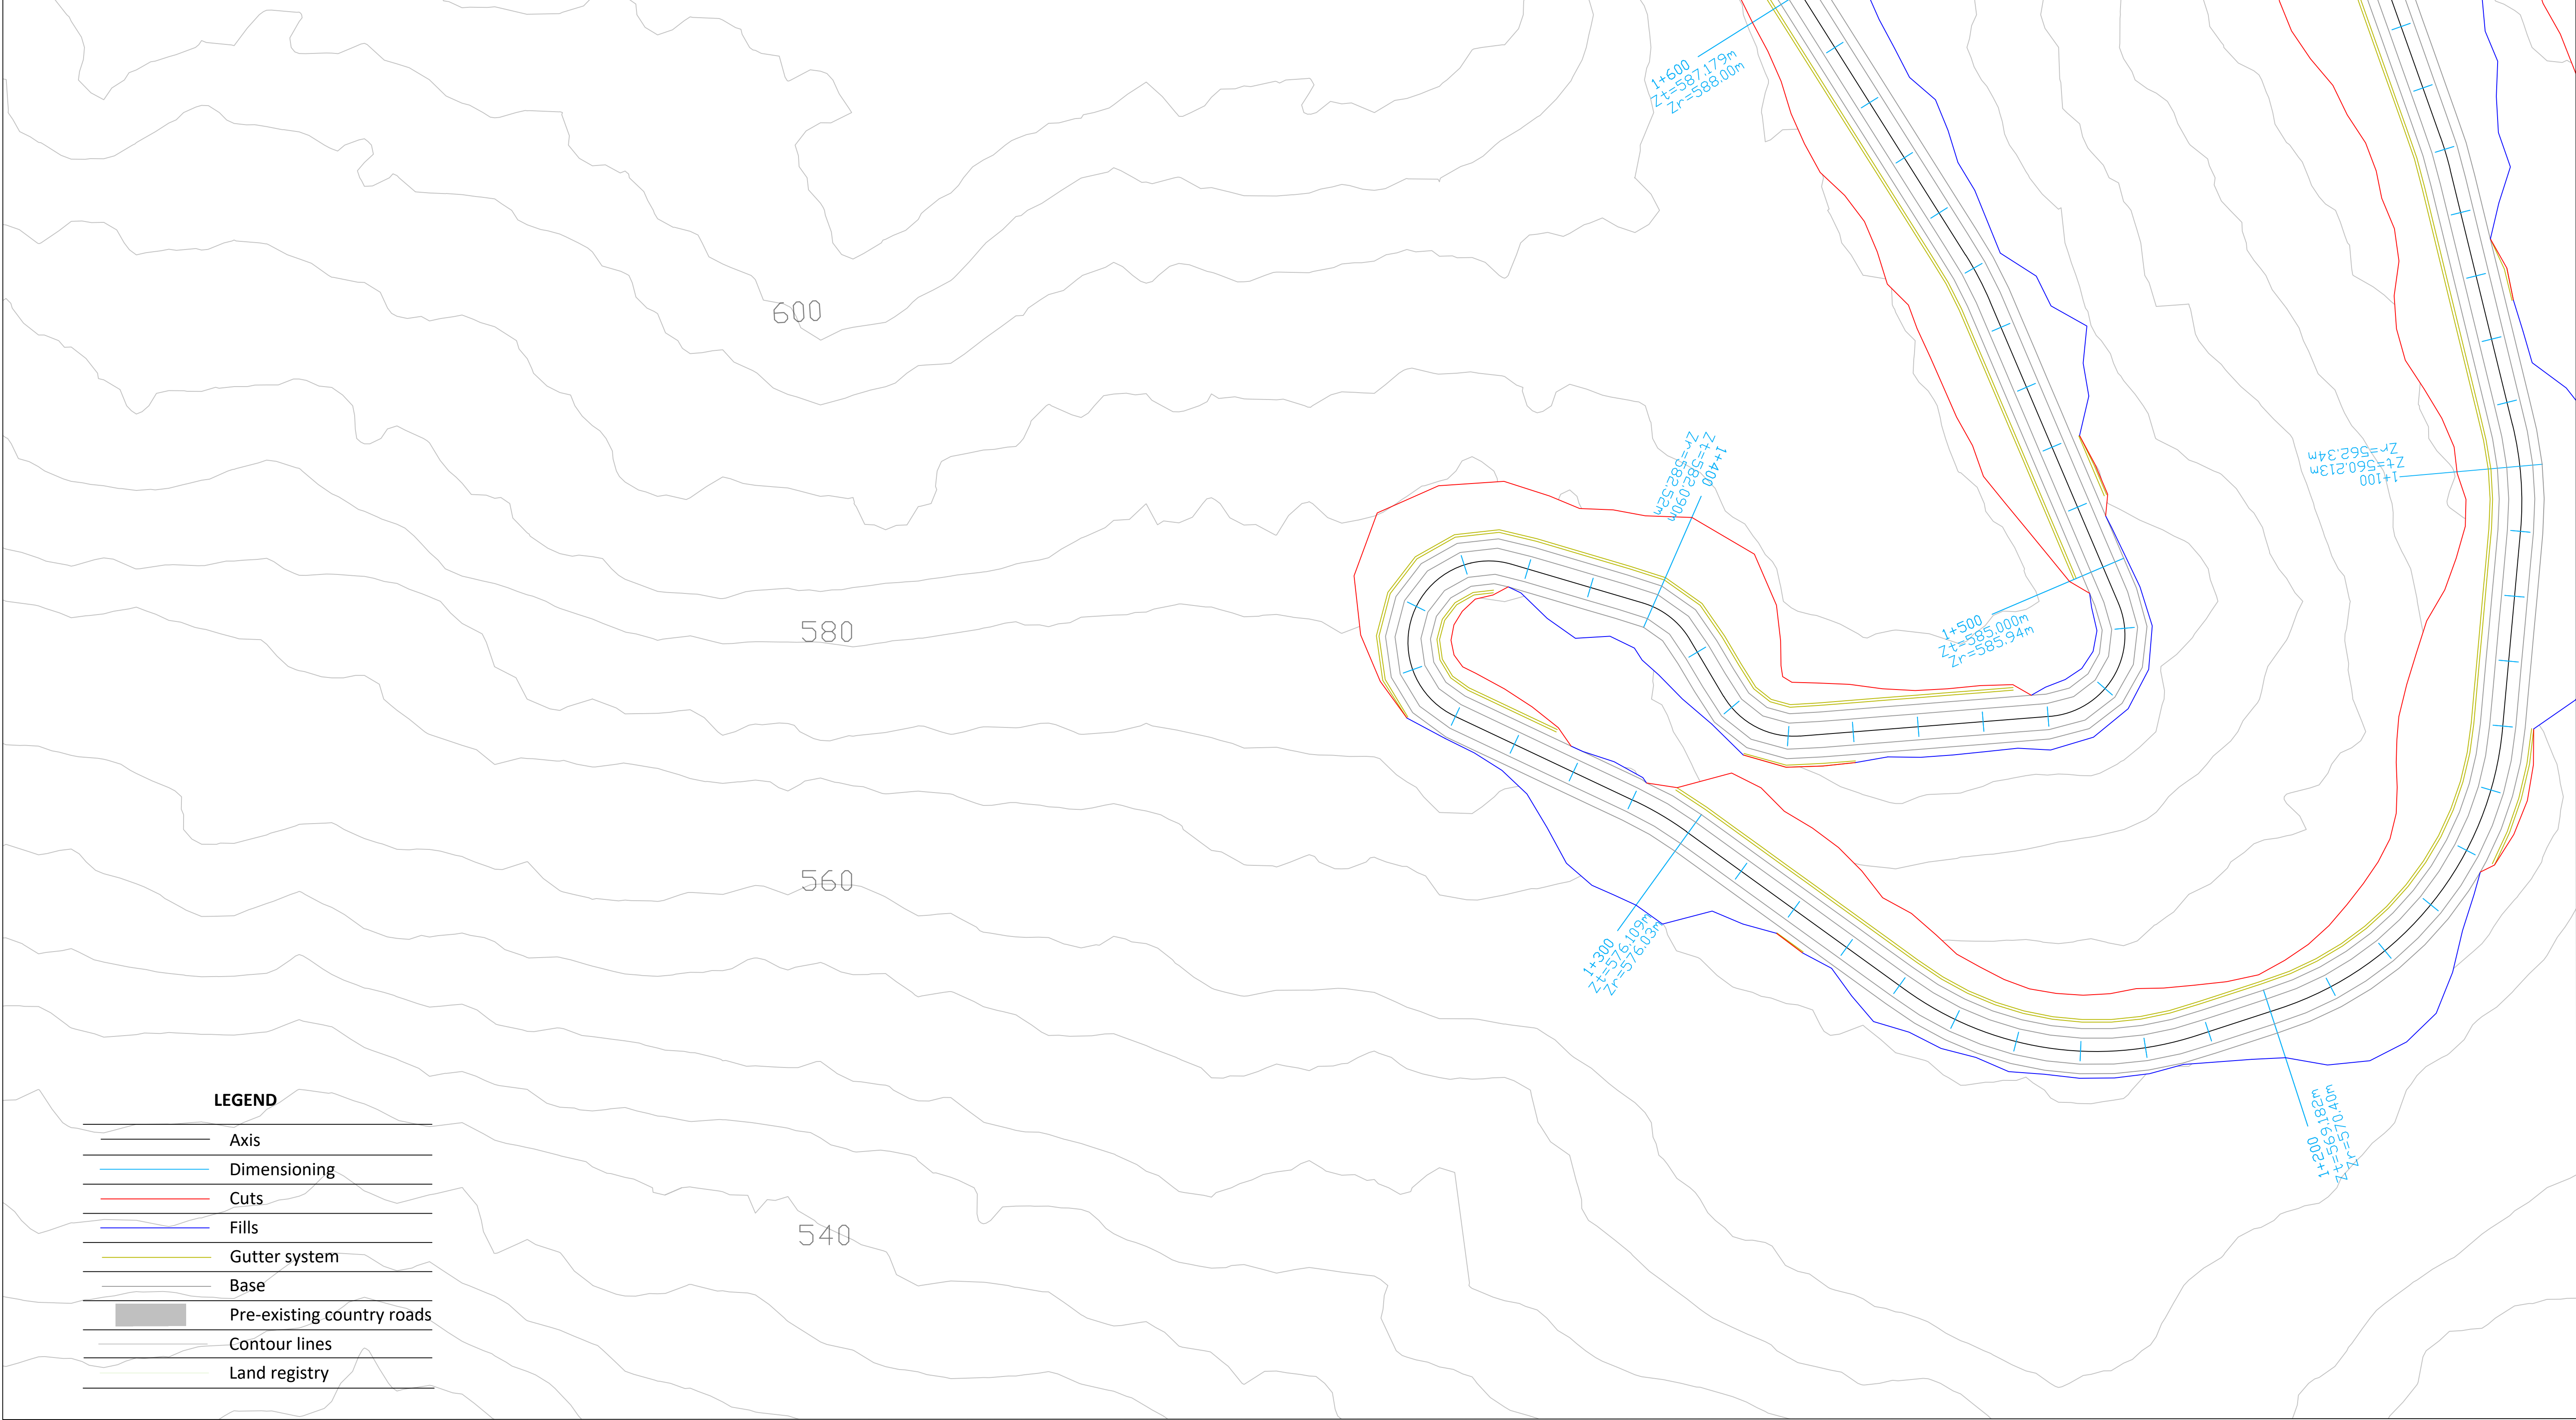 1+600
Zt=587.179m
Zr=588.00m
600
1+400
Zt=582.090m
Zr=582.52m
1+100
Zt=560.213m
Zr=562.34m
580
1+500
Zt=585.000m
Zr=585.94m
560
1+300
Zt=576.109m
Zr=576.03m
1+200
Zt=569.182m
Zr=570.40m
540
LEGEND
Axis
Dimensioning
Cuts
Fills
Gutter system
Base
Pre-existing country roads
Contour lines
Land registry